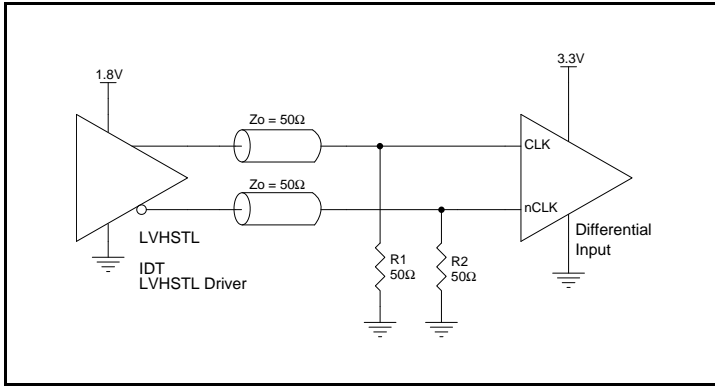 1.8V
3.3V
Zo = 50Ω
CLK
Zo = 50Ω
nCLK
Differential
Input
LVHSTL
IDT
LVHSTL Driver
R1
50Ω
R2
50Ω